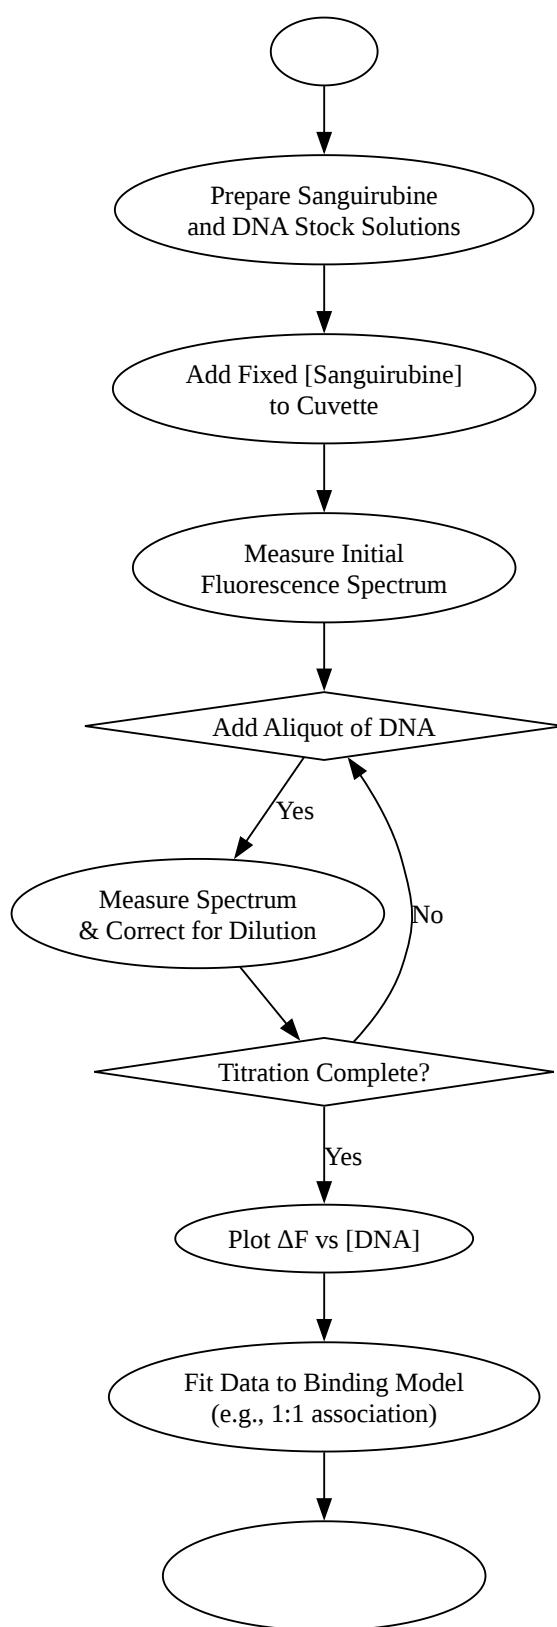 Prepare Sanguirubine
and DNA Stock Solutions
Add Fixed [Sanguirubine]
to Cuvette
Measure Initial
Fluorescence Spectrum
Add Aliquot of DNA
Yes
Measure Spectrum
& Correct for Dilution
No
Titration Complete?
Yes
Plot ΔF vs [DNA]
Fit Data to Binding Model
(e.g., 1:1 association)